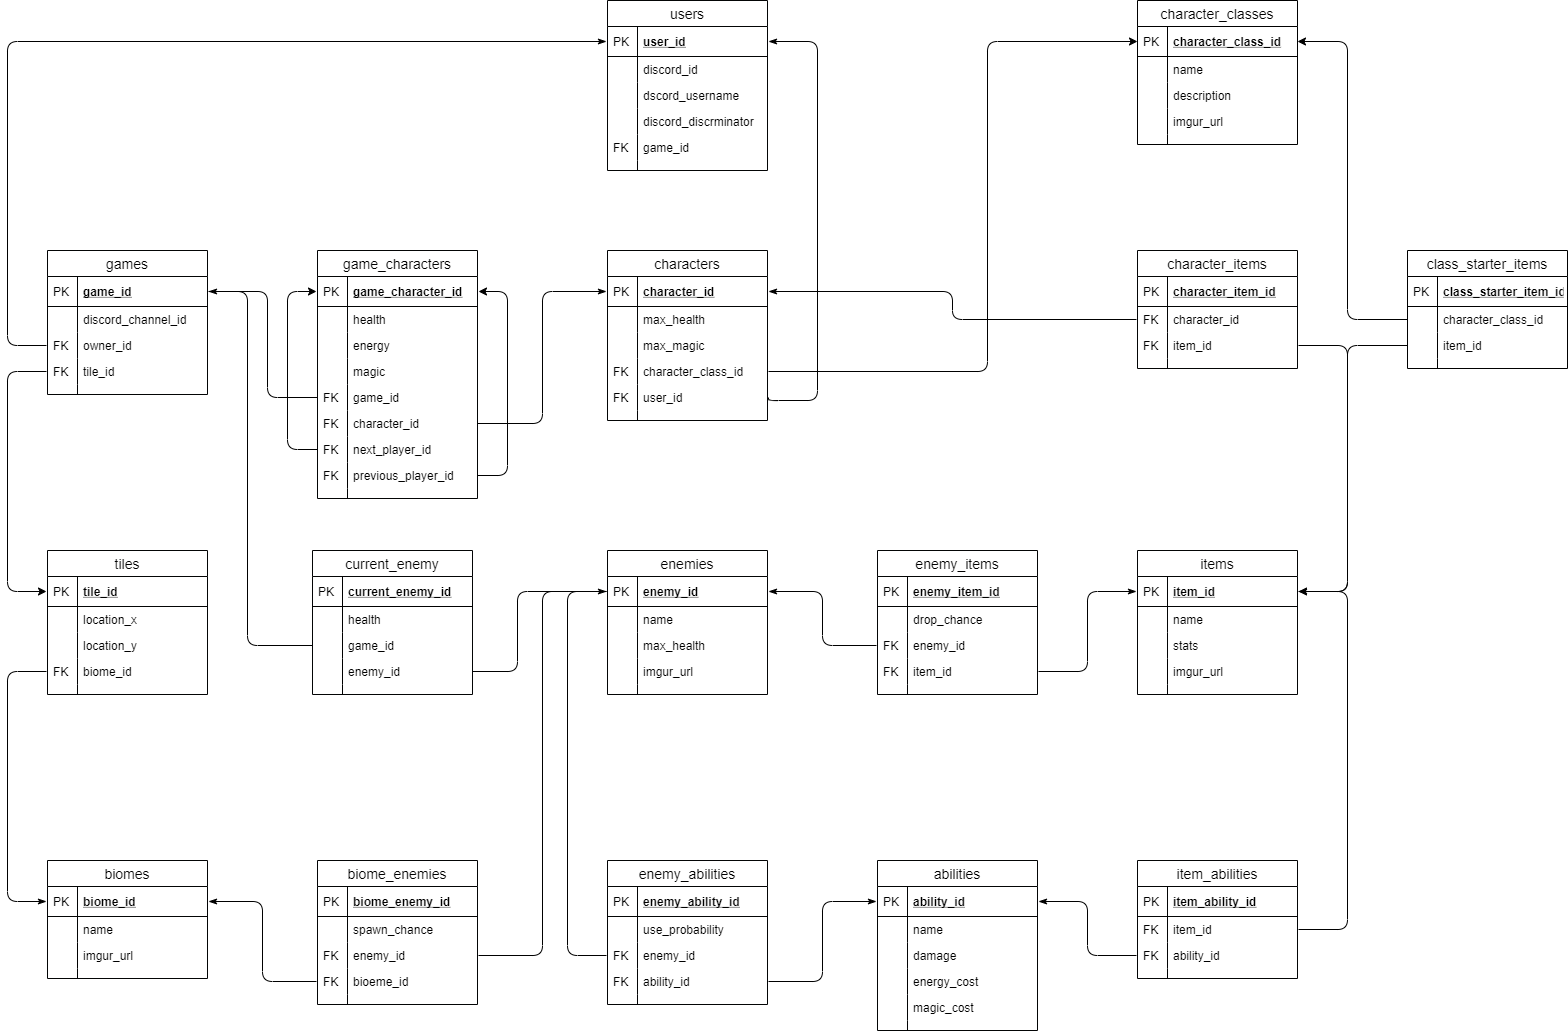 users
PK user_id
discord_id
dscord_username
discord_discrminator
FK game_id
character_classes
PK character_class_id
name
description
imgur_url
games
PK game_id
discord_channel_id
FK owner_id
FK tile_id
game_characters
PK game_character_id
health
energy
magic
FK game_id
FK character_id
FK next_player_id
FK previous_player_id
characters
PK character_id
max_health
max_magic
FK character_class_id
FK user_id
character_items
PK character_item_id
FK character_id
FK item_id
class_starter_items
PK class_starter_item_id
character_class_id
item_id
tiles
PK tile_id
location_x
location_y
FK biome_id
current_enemy
PK current_enemy_id
health
game_id
enemy_id
enemies
PK enemy_id
name
max_health
imgur_url
enemy_items
PK enemy_item_id
drop_chance
FK enemy_id
FK item_id
items
PK item_id
name
stats
imgur_url
biomes
PK biome_id
name
imgur_url
biome_enemies
PK biome_enemy_id
spawn_chance
FK enemy_id
FK bioeme_id
enemy_abilities
PK enemy_ability_id
use_probability
FK enemy_id
FK ability_id
abilities
PK ability_id
name
damage
energy_cost
magic_cost
item_abilities
PK item_ability_id
FK item_id
FK ability_id